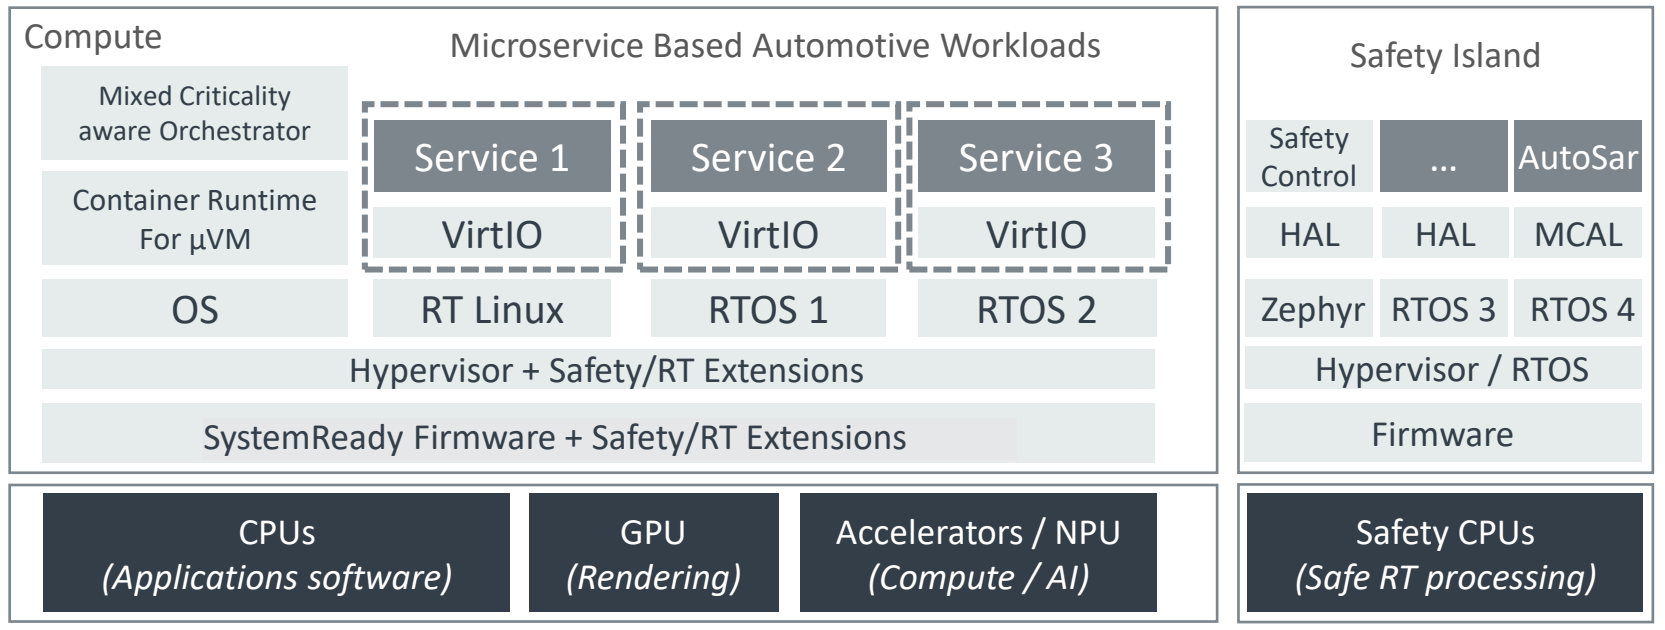 Compute
Microservice Based Automotive Workloads
Mixed Criticality
aware Orchestrator
Container Runtime
For μVM
Service 1
Service 2
Service 3
VirtIO
VirtIO
VirtIO
OS
RT Linux
RTOS 1
RTOS 2
Hypervisor + Safety/RT Extensions
SystemReady Firmware + Safety/RT Extensions
Safety Island
Safety
Control
...
AutoSar
HAL
HAL
MCAL
Zephyr
RTOS 3
RTOS 4
Hypervisor / RTOS
Firmware
CPUs
(Applications software)
GPU
(Rendering)
Accelerators / NPU
(Compute / AI)
Safety CPUs
(Safe RT processing)